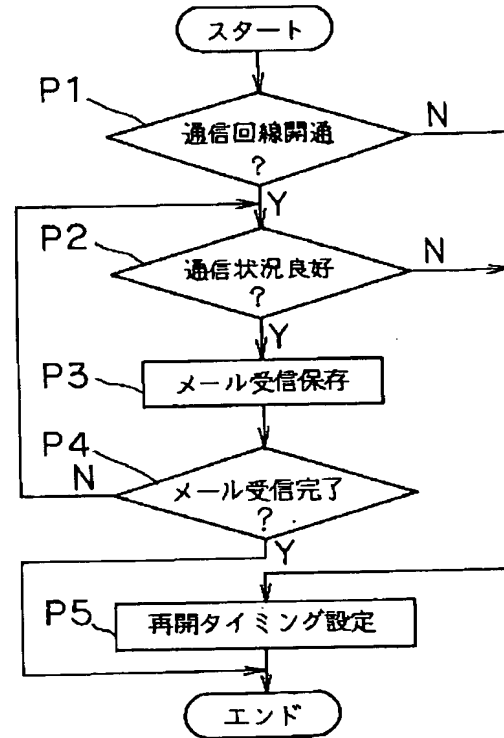 スタート
P1
通信回線開通
?
N
Y
P2
通信状況良好
?
N
Y
P3
メール受信保存
P4
メール受信完了
?
N
Y
P5
再開タイミング設定
エンド